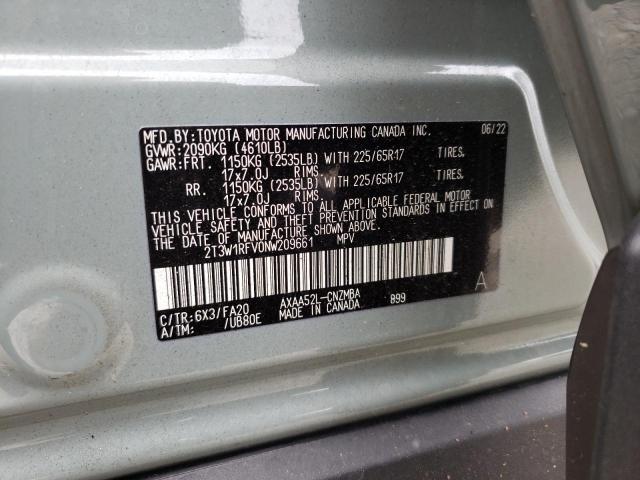 MFD.BY:TOYOTA MOTOR MANUFACTURING CANADA INC. 06/22
GVWR:2090KG (4610LB)
GAWR:FRT. 1150KG (2535LB) WITH 225/65R17 TIRES.
17x7.0J RIMS.
RR. 1150KG (2535LB) WITH 225/65R17 TIRES.
17x7.0J RIMS.
THIS VEHICLE CONFORMS TO ALL APPLICABLE FEDERAL MOTOR
VEHICLE SAFETY AND THEFT PREVENTION STANDARDS IN EFFECT ON
THE DATE OF MANUFACTURE SHOWN ABOVE.
2T3W1RFV0NW209661 MPV
A
C/TR:6X3/FA20 AXAA52L-CNZMBA
A/TM: /UB80E MADE IN CANADA 899